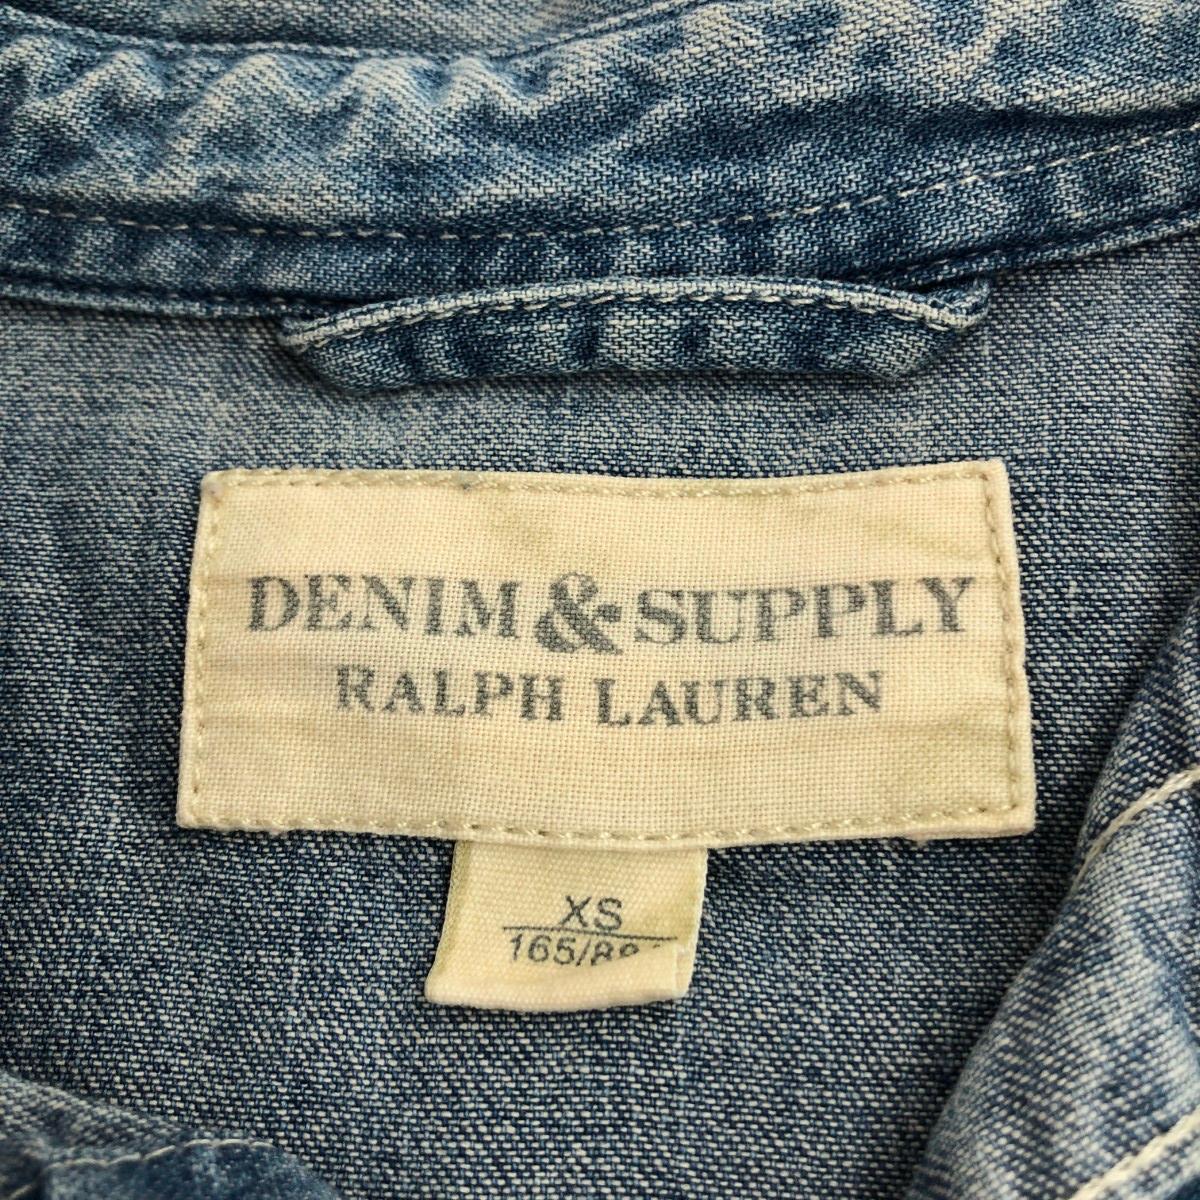 DENIM & SUPPLY
RALPH LAUREN
XS